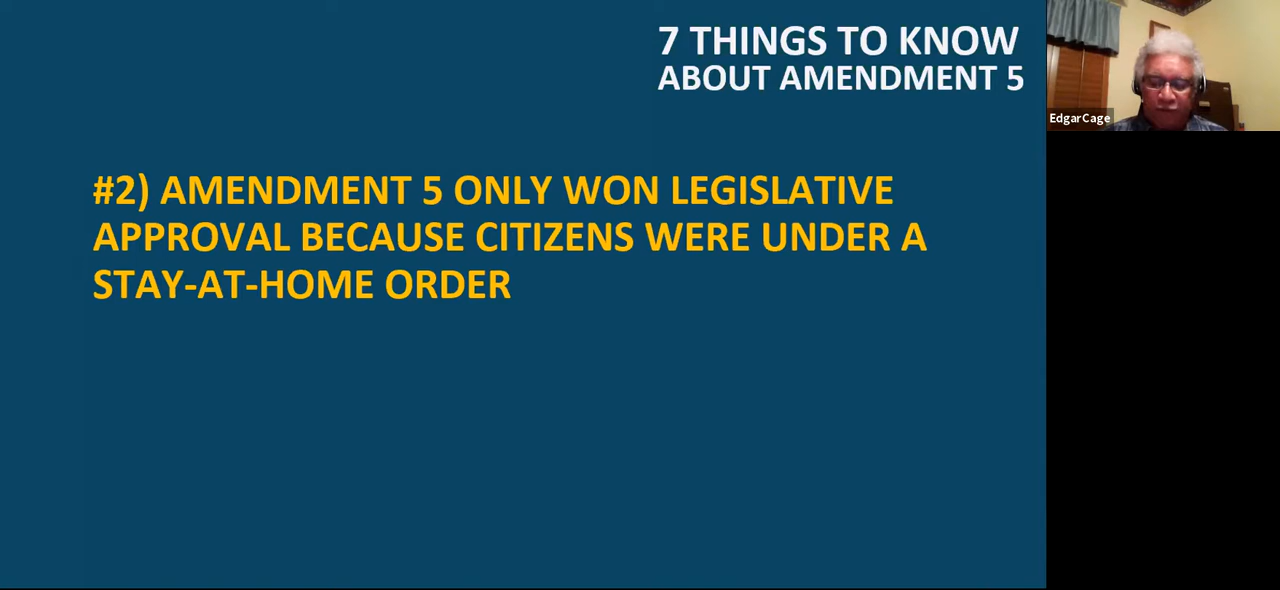 7 THINGS TO KNOW
ABOUT AMENDMENT 5
EdgarCage
#2) AMENDMENT 5 ONLY WON LEGISLATIVE
APPROVAL BECAUSE CITIZENS WERE UNDER A
STAY-AT-HOME ORDER